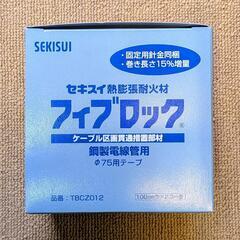 SEKISUI
・固定用針金同梱
・巻き長さ15%増量
セキスイ熱膨張耐火材
フィブロック®
ケーブル区画貫通措置部材
鋼製電線管用
Φ75用テープ
品番：TBCZ012